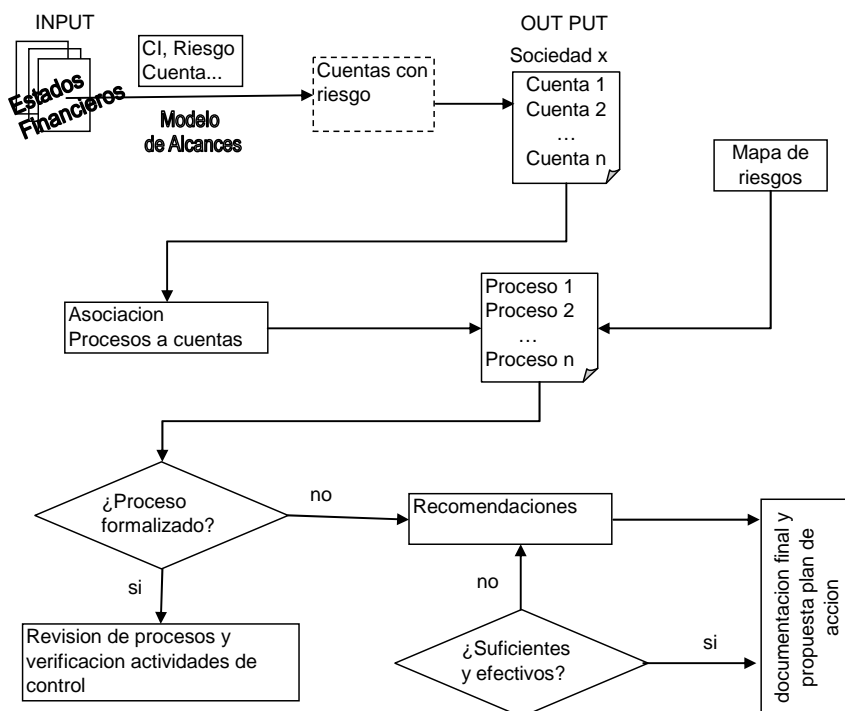 INPUT
OUT PUT
CI, Riesgo
Cuenta...
Sociedad x
Estados
Financieros
Modelo
de Alcances
Cuentas con
riesgo
Cuenta 1
Cuenta 2
...
Cuenta n
Mapa de
riesgos
Asociacion
Procesos a cuentas
Proceso 1
Proceso 2
...
Proceso n
¿Proceso
formalizado?
no
Recomendaciones
si
no
Revision de procesos y
verificacion actividades de
control
¿Suficientes
y efectivos?
si
documentacion final y
propuesta plan de
accion